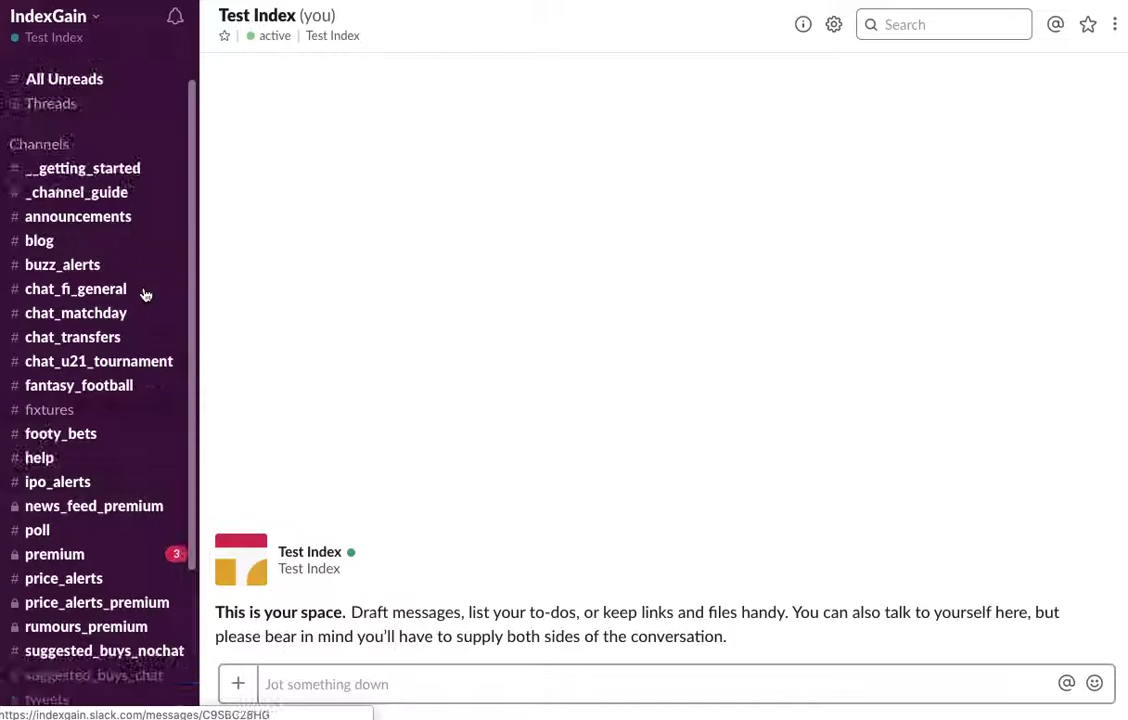 IndexGain
Test Index
All Unreads
Threads
Channels
# __getting_started
# _channel_guide
# announcements
# blog
# buzz_alerts
# chat_fi_general
# chat_matchday
# chat_transfers
# chat_u21_tournament
# fantasy_football
# fixtures
# footy_bets
# help
# ipo_alerts
news_feed_premium
# poll
premium 3
# price_alerts
price_alerts_premium
rumours_premium
# suggested_buys_nochat
suggested_buys_chat
tweets
https://indexgain.slack.com/messages/C9SBC28HG
Test Index (you)
active | Test Index
Search
Test Index
Test Index
This is your space. Draft messages, list your to-dos, or keep links and files handy. You can also talk to yourself here, but
please bear in mind you’ll have to supply both sides of the conversation.
+ Jot something down